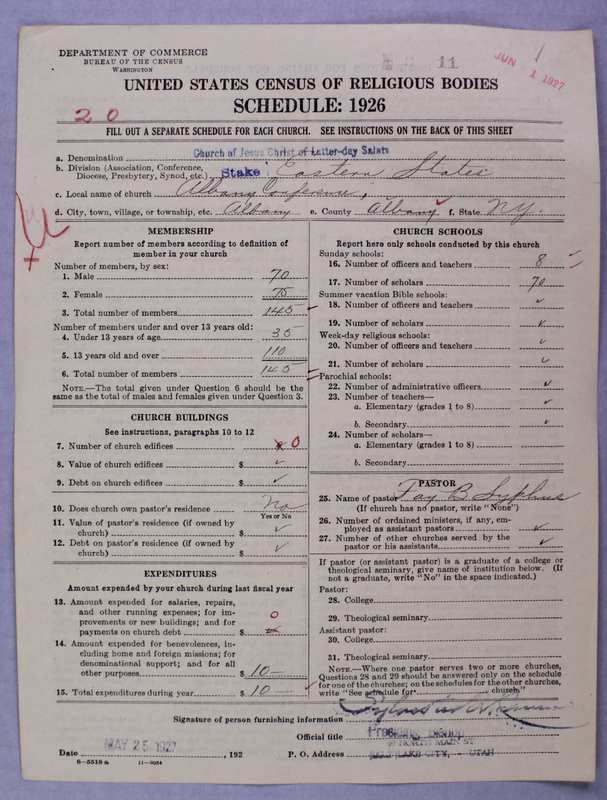 DEPARTMENT OF COMMERCE
BUREAU OF THE CENSUS
WASHINGTON
11
JUN 1 1927
UNITED STATES CENSUS OF RELIGIOUS BODIES
SCHEDULE: 1926
20
FILL OUT A SEPARATE SCHEDULE FOR EACH CHURCH. SEE INSTRUCTIONS ON THE BACK OF THIS SHEET
a. Denomination Church of Jesus Christ of Latter-day Saints
b. Division (Association, Conference, Diocese, Presbytery, Synod, etc.) Stake Eastern States
c. Local name of church Albany Conference,
d. City, town, village, or township, etc. Albany e. County Albany f. State N.Y.
MEMBERSHIP
Report number of members according to definition of
member in your church
Number of members, by sex:
1. Male 70
2. Female 75
3. Total number of members 145
Number of members under and over 13 years old:
4. Under 13 years of age 35
5. 13 years old and over 110
6. Total number of members 145
NOTE.—The total given under Question 6 should be
same as the total of males and females given under Question 3.
CHURCH BUILDINGS
See instructions, paragraphs 10 to 12
7. Number of church edifices 0
8. Value of church edifices $ ✓
9. Debt on church edifices $ ✓
10. Does church own pastor's residence No
Yes or No
11. Value of pastor's residence (if owned by
church) $ ✓
12. Debt on pastor's residence (if owned by
church) $ ✓
EXPENDITURES
Amount expended by your church during last fiscal year
13. Amount expended for salaries, repairs,
and other running expenses; for im-
provements or new buildings; and for
payments on church debt $ 0
14. Amount expended for benevolences, in-
cluding home and foreign missions; for
denominational support; and for all
other purposes $ 10—
15. Total expenditures during year $ 10—
CHURCH SCHOOLS
Report here only schools conducted by this church
Sunday schools:
16. Number of officers and teachers 8
17. Number of scholars 70
Summer vacation Bible schools:
18. Number of officers and teachers ✓
19. Number of scholars ✓
Week-day religious schools:
20. Number of officers and teachers ✓
21. Number of scholars ✓
Parochial schools:
22. Number of administrative officers ✓
23. Number of teachers—
a. Elementary (grades 1 to 8) ✓
b. Secondary ✓
24. Number of scholars—
a. Elementary (grades 1 to 8)
b. Secondary
PASTOR
25. Name of pastor Fay B
(If church has no pastor, write "None")
26. Number of ordained ministers, if any, em-
ployed as assistant pastors ✓
27. Number of other churches served by the
pastor or his assistants ✓
If pastor (or assistant pastor) is a graduate of a college or
theological seminary, give name of institution below. (If
not a graduate, write "No" in the space indicated.)
Pastor:
28. College
29. Theological seminary
Assistant pastor:
30. College
31. Theological seminary
NOTE.—Where one pastor serves two or more churches,
Questions 28 and 29 should be answered only on the schedule
for one of the churches; on the schedules for the other churches,
write "See schedule for church"
Signature of person furnishing information
Official title Presiding Bishop
Date MAY 25 1927, 192
P. O. Address NORTH MAIN ST
SALT LAKE CITY, - UTAH
8—5518 a 11—9054